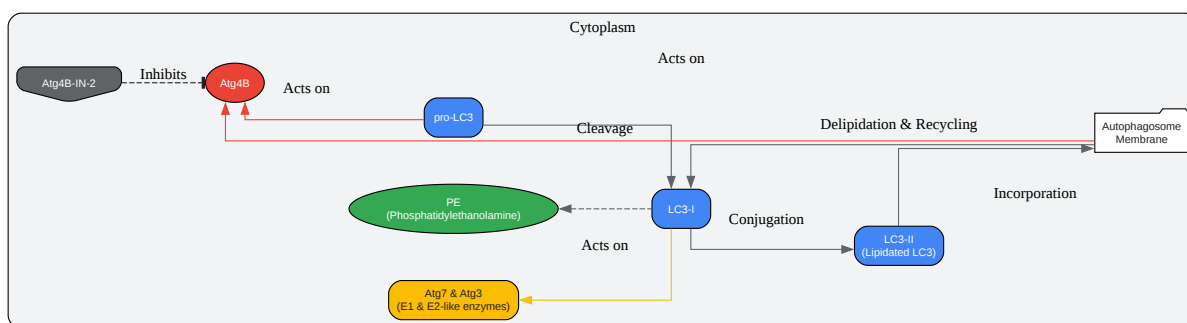 Cytoplasm
Acts on
Inhibits
Atg4B-IN-2
Atg4B
Acts on
pro-LC3
Cleavage
Delipidation & Recycling
Autophagosome
Membrane
PE
(Phosphatidylethanolamine)
LC3-I
Incorporation
Conjugation
Acts on
LC3-II
(Lipidated LC3)
Atg7 & Atg3
(E1 & E2-like enzymes)